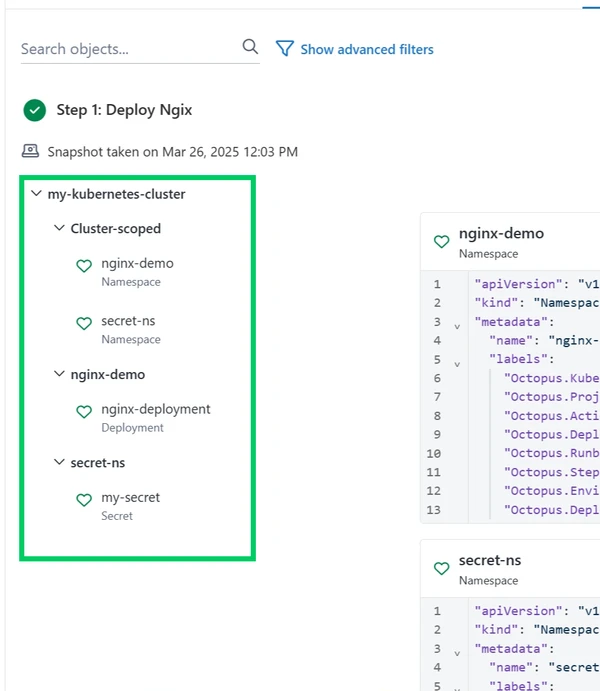 Search objects...
Show advanced filters
Step 1: Deploy Ngix
Snapshot taken on Mar 26, 2025 12:03 PM
my-kubernetes-cluster
Cluster-scoped
nginx-demo
Namespace
secret-ns
Namespace
nginx-demo
nginx-deployment
Deployment
secret-ns
my-secret
Secret
nginx-demo
Namespace
1 "apiVersion": "v1
2 "kind": "Namespac
3 "metadata":
4 "name": "nginx-
5 "labels":
6 "Octopus.Kube
7 "Octopus.Proj
8 "Octopus.Acti
9 "Octopus.Depl
10 "Octopus.Runb
11 "Octopus.Step
12 "Octopus.Envi
13 "Octopus.Depl
secret-ns
Namespace
1 "apiVersion": "v1
2 "kind": "Namespac
3 "metadata":
4 "name": "secret
5 "labels":